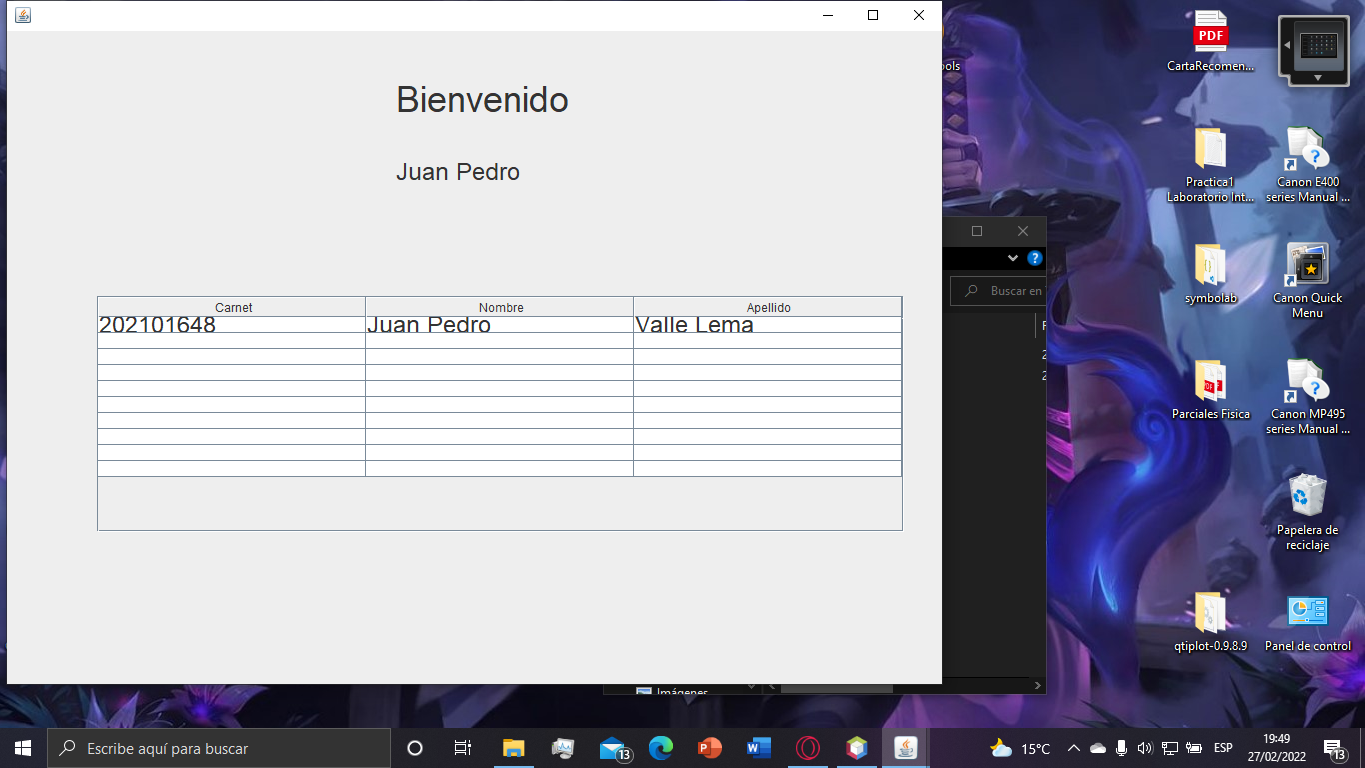 Bienvenido
Juan Pedro
Carnet Nombre Apellido
202101648 Juan Pedro Valle Lema
ools
PDF
CartaRecomen...
Practica1
Laboratorio Int...
Canon E400
series Manual ...
Buscar en
symbolab
Canon Quick
Menu
Parciales Fisica
Canon MP495
series Manual ...
Papelera de
reciclaje
qtiplot-0.9.8.9
Panel de control
Imágenes
Escribe aquí para buscar
13
15°C
ESP
19:49
27/02/2022
13